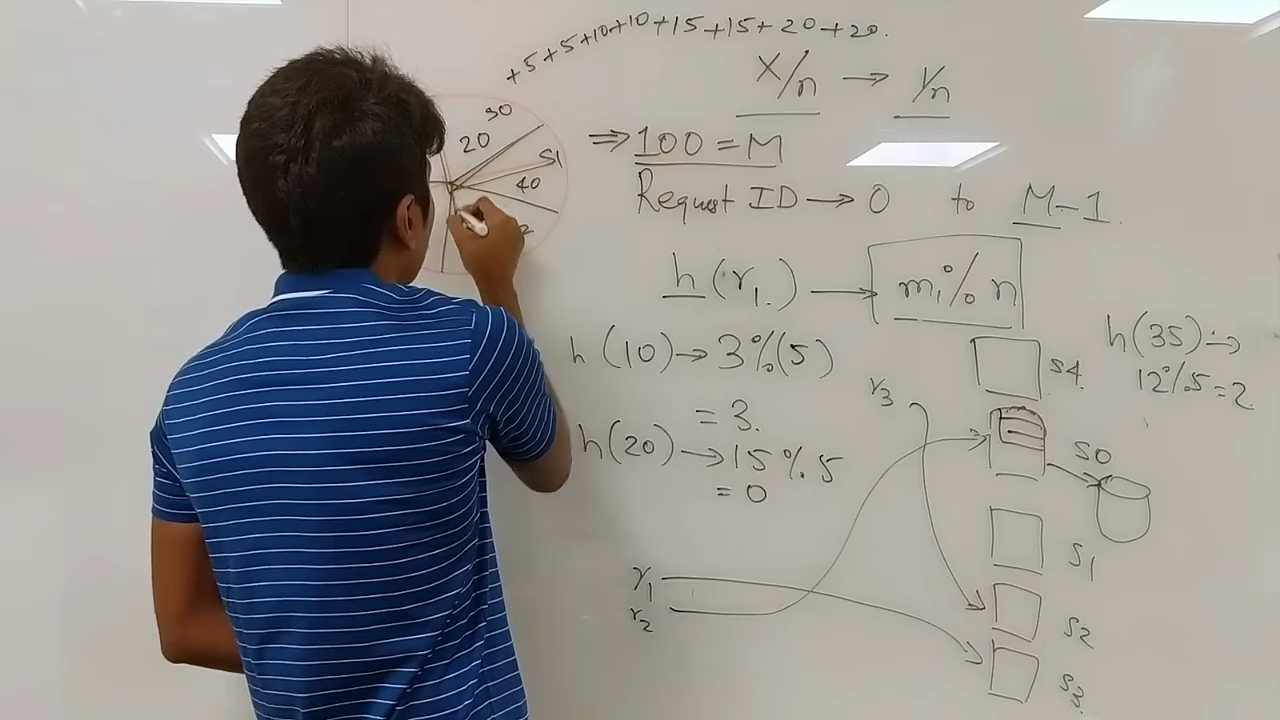 +5+5+10+10+15+15+20+20.
X/n → Y/n
⇒ 100 = M
Request ID → 0 to M-1.
h (r1.) → m1 % n
h (10) → 3%(5)
= 3.
h(20) → 15 % 5
= 0
h(35) →
12%5 = 2
30
20
S1
40
2
r3
r1
r2
S4
S0
S1
S2
S3